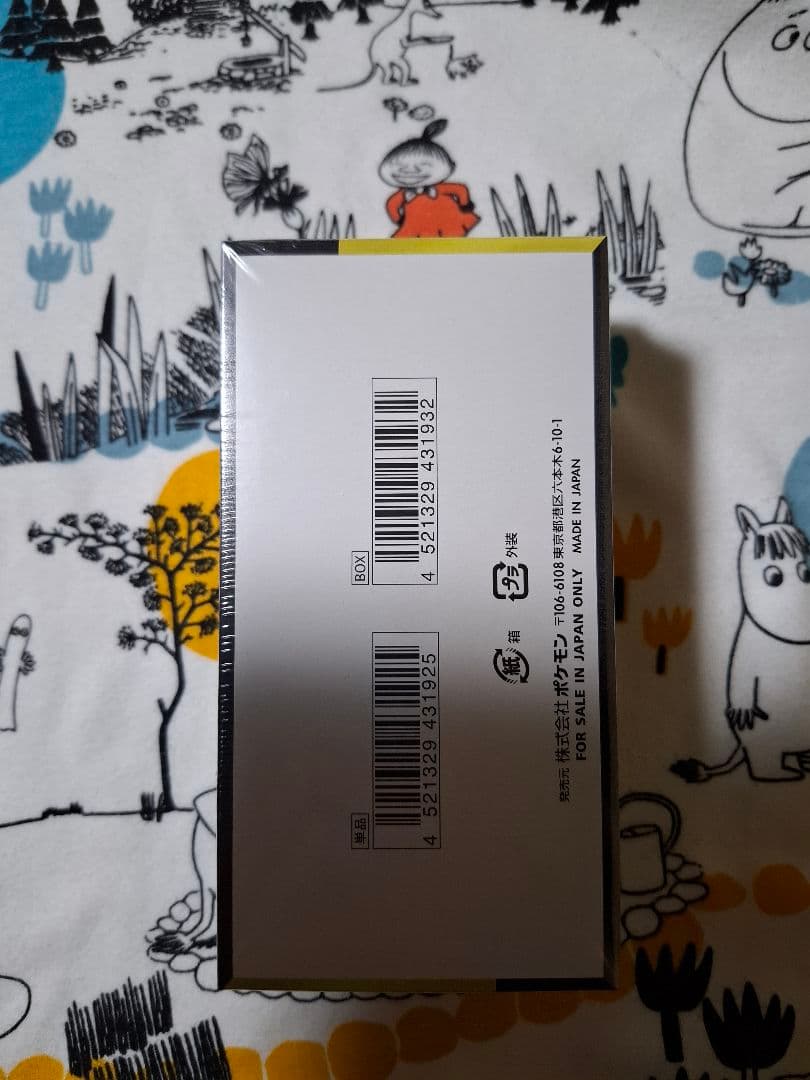 単品
4 521329 431925
BOX
4 521329 431932
紙 箱
プラ 外装
発売元 株式会社ポケモン 〒106-6108 東京都港区六本木6-10-1
FOR SALE IN JAPAN ONLY MADE IN JAPAN